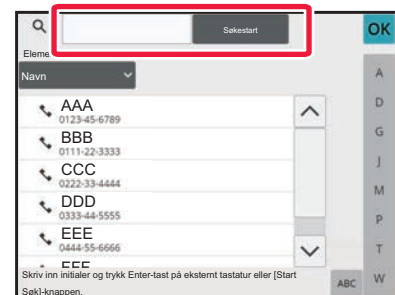 Søkestart
OK
Eleme
Navn
A
AAA
0123-45-6789
D
BBB
0111-22-3333
G
CCC
0222-33-4444
J
M
DDD
0333-44-5555
P
EEE
0444-55-6666
T
EEE
Skriv inn initialer og trykk Enter-tast på eksternt tastatur eller [Start
Søk]-knappen.
ABC
W